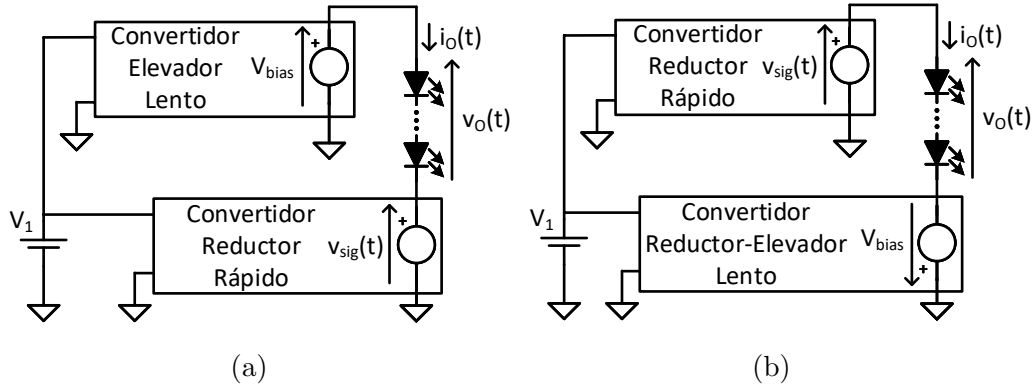 Convertidor
Elevador
Lento
V_bias
+
i_O(t)
v_O(t)
V_1
Convertidor
Reductor
Rápido
v_sig(t)
+
(a)
Convertidor
Reductor
Rápido
v_sig(t)
+
i_O(t)
v_O(t)
V_1
Convertidor
Reductor-Elevador
Lento
V_bias
+
(b)